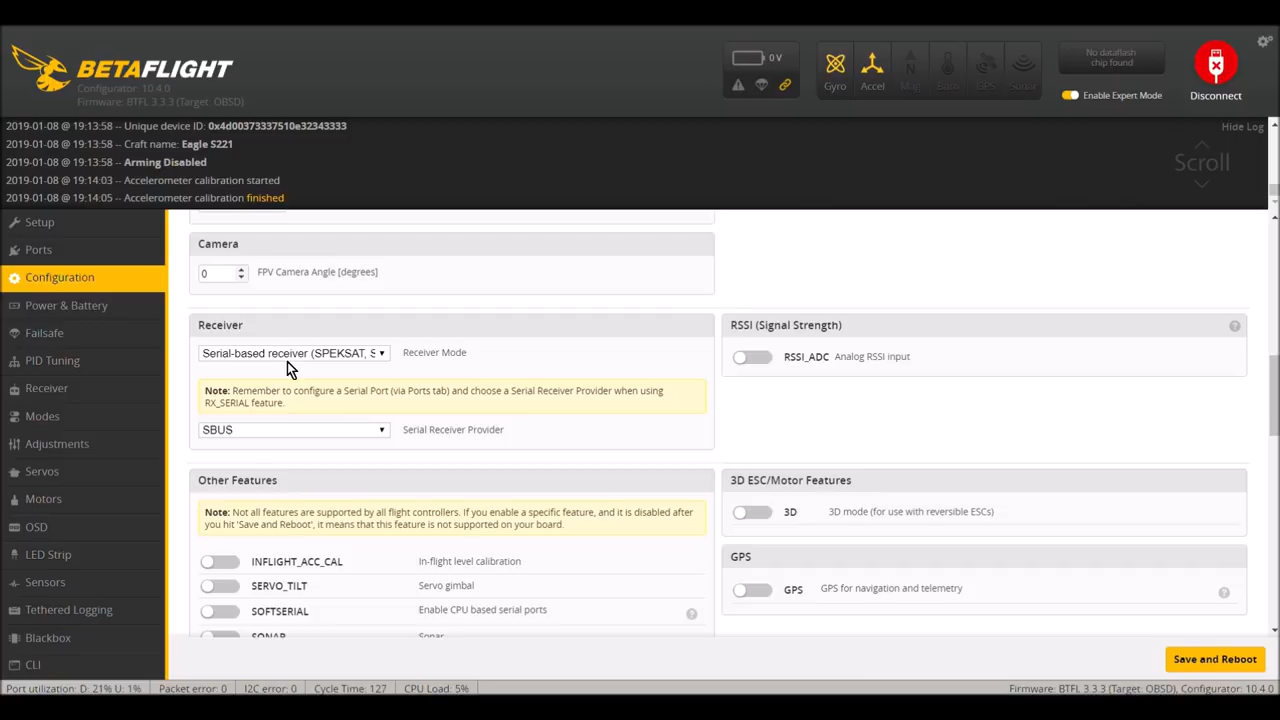 BETAFLIGHT
Configurator: 10.4.0
Firmware: BTFL 3.3.3 (Target: OBSD)
0 V
Gyro
Accel
Mag
Baro
GPS
Sonar
No dataflash
chip found
Enable Expert Mode
Disconnect
2019-01-08 @ 19:13:58 -- Unique device ID: 0x4d00373337510e32343333
2019-01-08 @ 19:13:58 -- Craft name: Eagle S221
2019-01-08 @ 19:13:58 -- Arming Disabled
2019-01-08 @ 19:14:03 -- Accelerometer calibration started
2019-01-08 @ 19:14:05 -- Accelerometer calibration finished
Hide Log
Scroll
Setup
Ports
Configuration
Power & Battery
Failsafe
PID Tuning
Receiver
Modes
Adjustments
Servos
Motors
OSD
LED Strip
Sensors
Tethered Logging
Blackbox
CLI
Camera
0 FPV Camera Angle [degrees]
Receiver
Serial-based receiver (SPEKSAT, S Receiver Mode
Note: Remember to configure a Serial Port (via Ports tab) and choose a Serial Receiver Provider when using
RX_SERIAL feature.
SBUS Serial Receiver Provider
RSSI (Signal Strength)
RSSI_ADC Analog RSSI input
Other Features
Note: Not all features are supported by all flight controllers. If you enable a specific feature, and it is disabled after
you hit 'Save and Reboot', it means that this feature is not supported on your board.
INFLIGHT_ACC_CAL In-flight level calibration
SERVO_TILT Servo gimbal
SOFTSERIAL Enable CPU based serial ports
SONAR Sonar
3D ESC/Motor Features
3D 3D mode (for use with reversible ESCs)
GPS
GPS GPS for navigation and telemetry
Save and Reboot
Port utilization: D: 21% U: 1% Packet error: 0 I2C error: 0 Cycle Time: 127 CPU Load: 5% Firmware: BTFL 3.3.3 (Target: OBSD), Configurator: 10.4.0